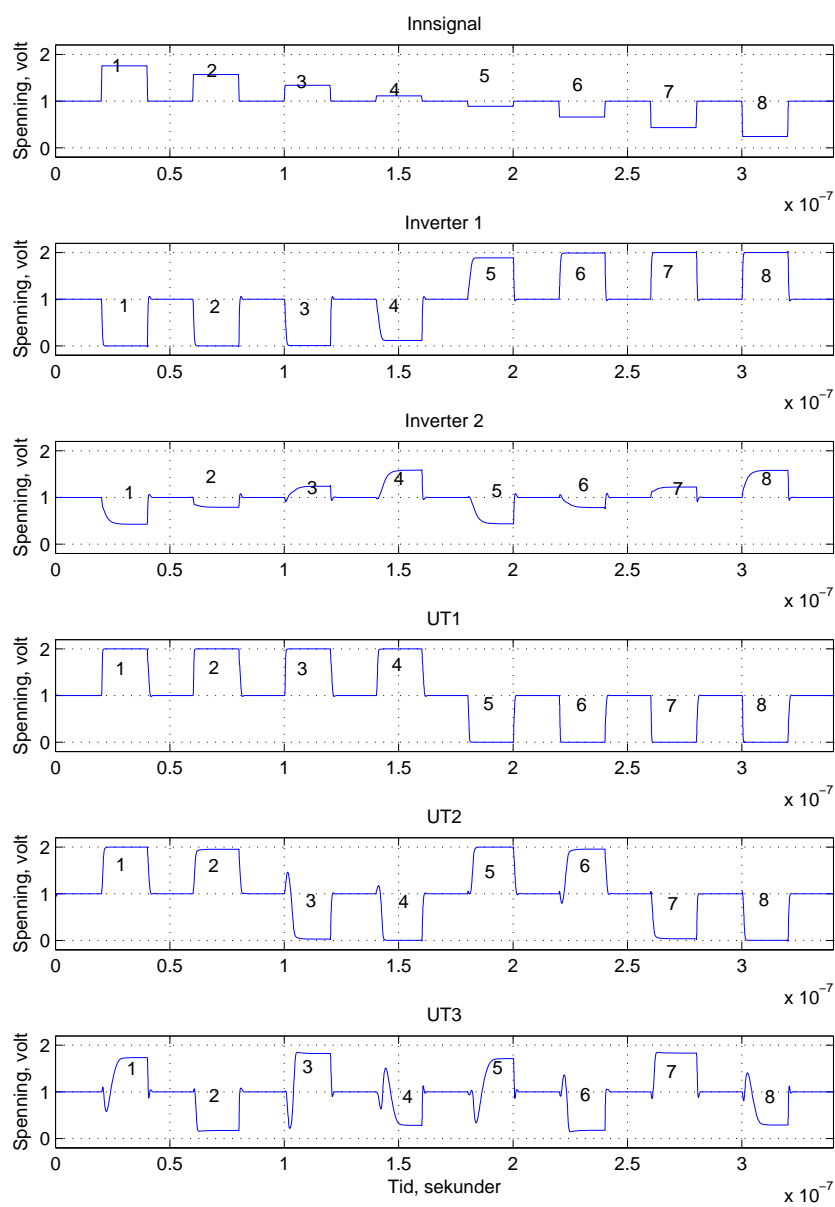 Innsignal
Spenning, volt
2
1
0
1 2 3 4 5 6 7 8
0 0.5 1 1.5 2 2.5 3
x 10⁻⁷
Inverter 1
Spenning, volt
2
1
0
1 2 3 4 5 6 7 8
0 0.5 1 1.5 2 2.5 3
x 10⁻⁷
Inverter 2
Spenning, volt
2
1
0
1 2 3 4 5 6 7 8
0 0.5 1 1.5 2 2.5 3
x 10⁻⁷
UT1
Spenning, volt
2
1
0
1 2 3 4 5 6 7 8
0 0.5 1 1.5 2 2.5 3
x 10⁻⁷
UT2
Spenning, volt
2
1
0
1 2 3 4 5 6 7 8
0 0.5 1 1.5 2 2.5 3
x 10⁻⁷
UT3
Spenning, volt
2
1
0
1 2 3 4 5 6 7 8
0 0.5 1 1.5 2 2.5 3
Tid, sekunder
x 10⁻⁷